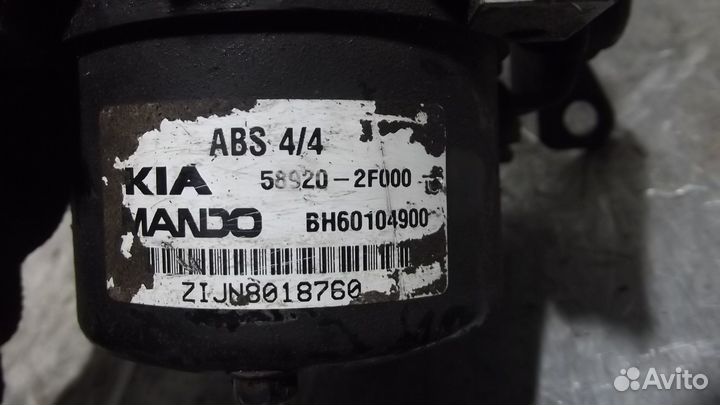 ABS 4/4
KIA 58920-2F000
MANDO BH60104900
ZIJN8018760
Avito